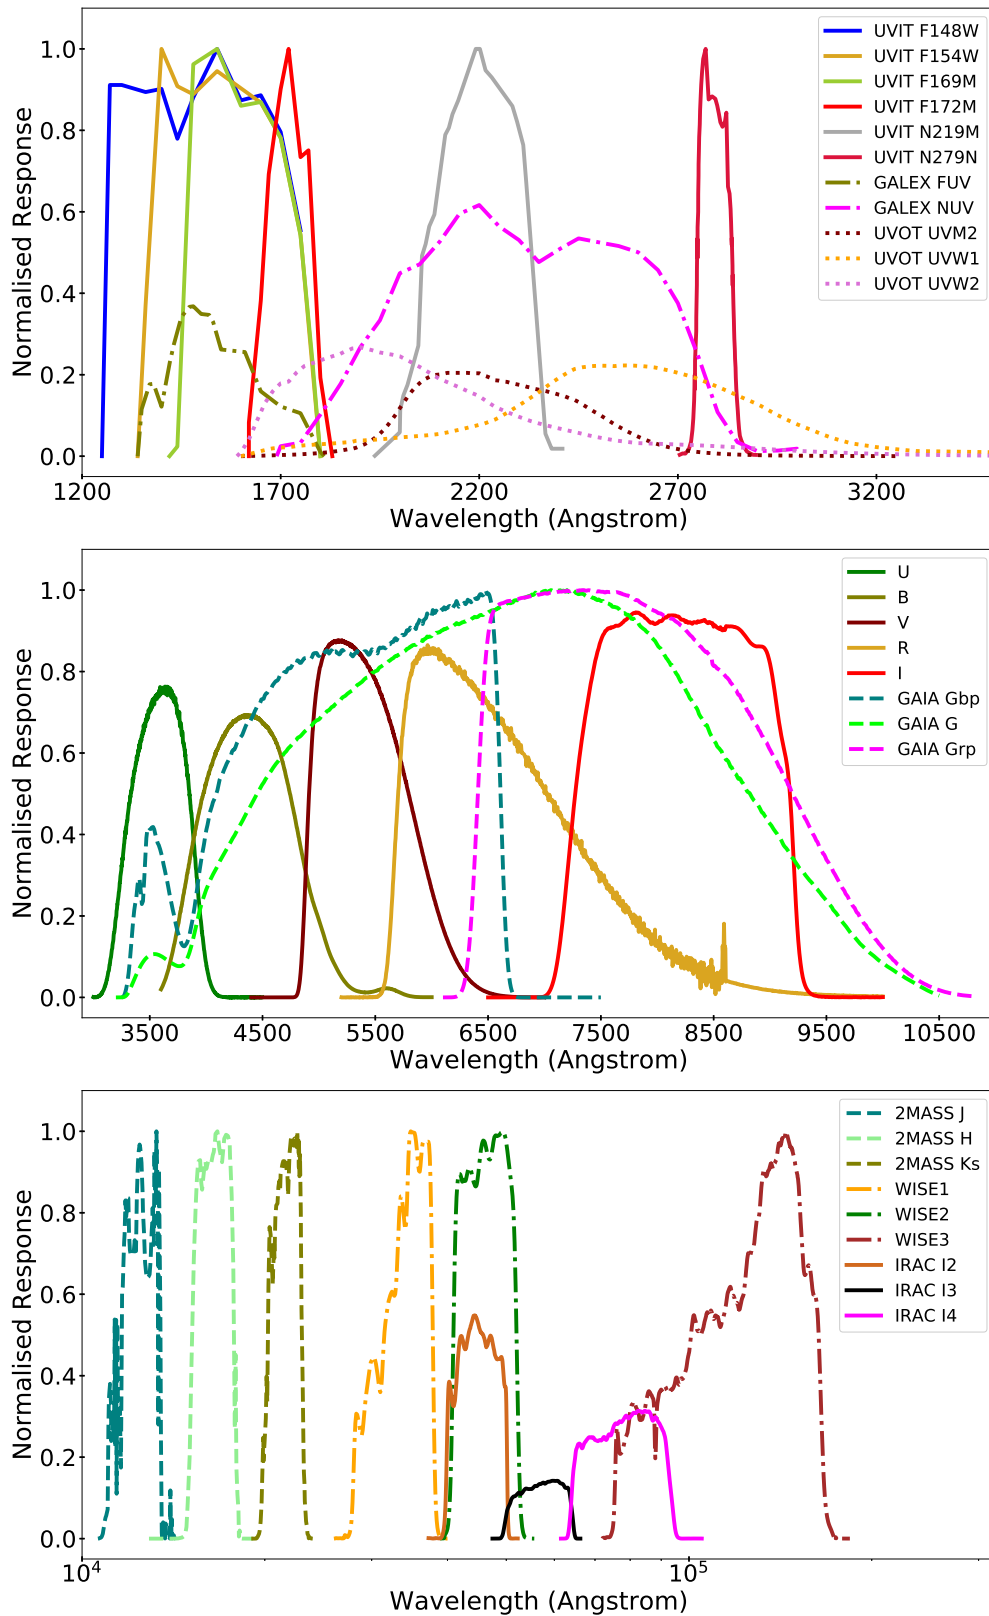 Normalised Response
1.0
0.8
0.6
0.4
0.2
0.0
UVIT F148W
UVIT F154W
UVIT F169M
UVIT F172M
UVIT N219M
UVIT N279N
GALEX FUV
GALEX NUV
UVOT UVM2
UVOT UVW1
UVOT UVW2
1200 1700 2200 2700 3200
Wavelength (Angstrom)
Normalised Response
1.0
0.8
0.6
0.4
0.2
0.0
U
B
V
R
I
GAIA Gbp
GAIA G
GAIA Grp
3500 4500 5500 6500 7500 8500 9500 10500
Wavelength (Angstrom)
Normalised Response
1.0
0.8
0.6
0.4
0.2
0.0
2MASS J
2MASS H
2MASS Ks
WISE1
WISE2
WISE3
IRAC I2
IRAC I3
IRAC I4
10⁴ 10⁵
Wavelength (Angstrom)